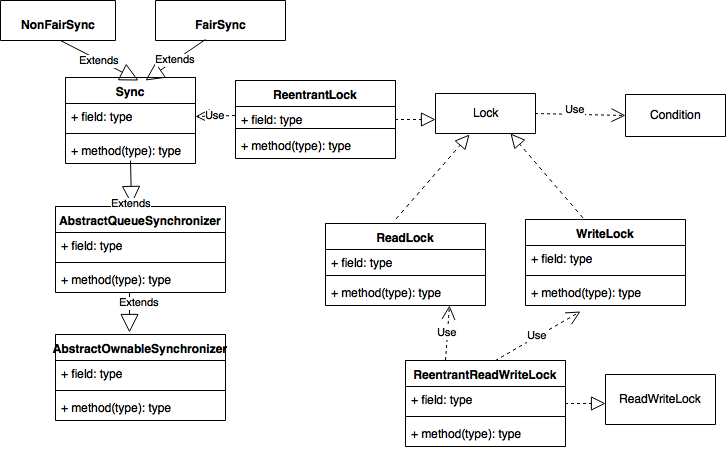 NonFairSync
FairSync
Extends
Extends
Sync
+ field: type
+ method(type): type
Use
ReentrantLock
+ field: type
+ method(type): type
Lock
Use
Condition
Extends
AbstractQueueSynchronizer
+ field: type
+ method(type): type
ReadLock
+ field: type
+ method(type): type
WriteLock
+ field: type
+ method(type): type
Extends
AbstractOwnableSynchronizer
+ field: type
+ method(type): type
Use
Use
ReentrantReadWriteLock
+ field: type
+ method(type): type
ReadWriteLock